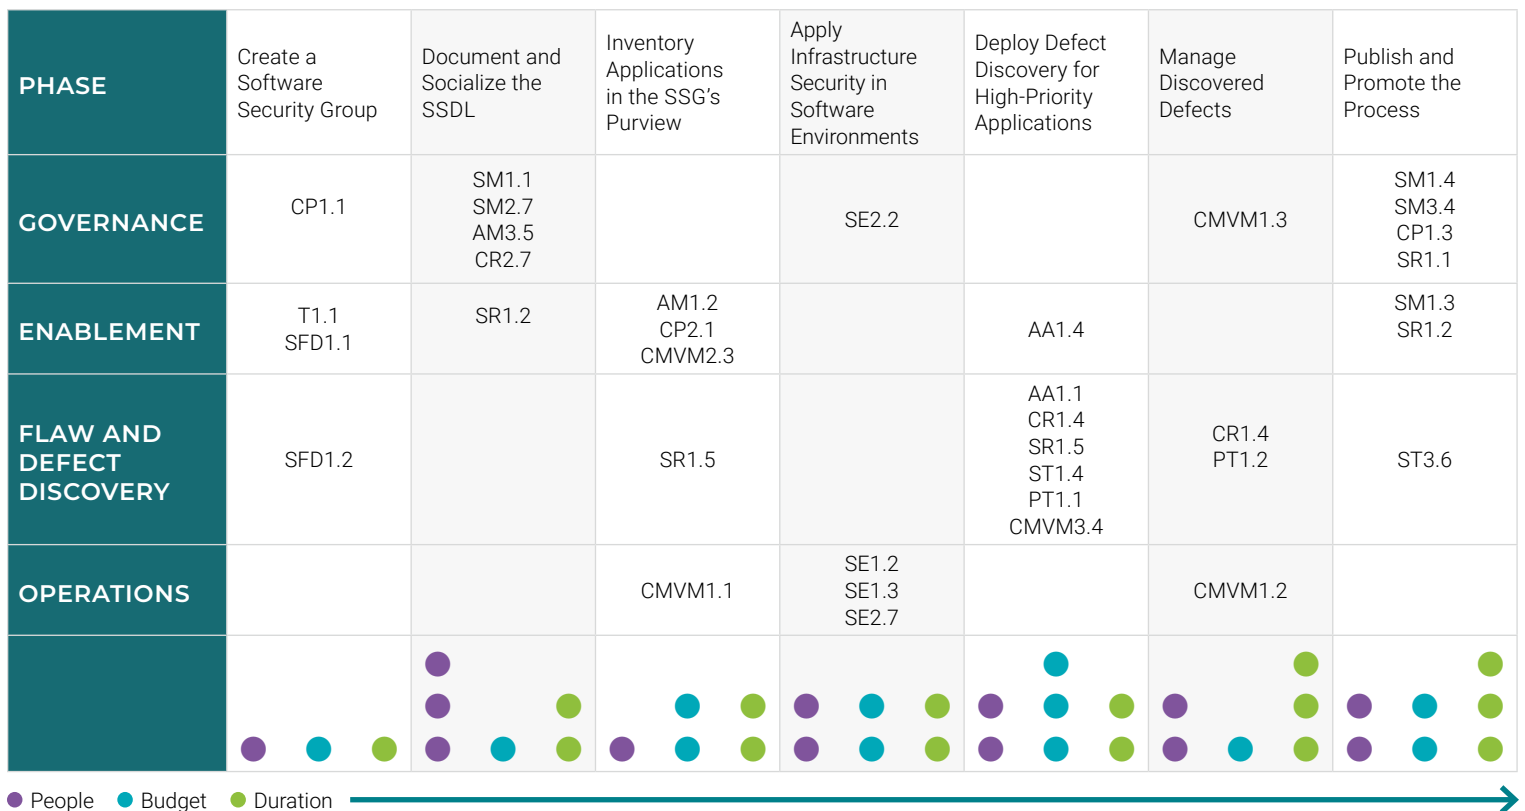 PHASE
Create a
Software
Security Group
Document and
Socialize the
SSDL
Inventory
Applications
in the SSG's
Purview
Apply
Infrastructure
Security in
Software
Environments
Deploy Defect
Discovery for
High-Priority
Applications
Manage
Discovered
Defects
Publish and
Promote the
Process
GOVERNANCE
CP1.1
SM1.1
SM2.7
AM3.5
CR2.7
SE2.2
CMVM1.3
SM1.4
SM3.4
CP1.3
SR1.1
ENABLEMENT
T1.1
SFD1.1
SR1.2
AM1.2
CP2.1
CMVM2.3
AA1.4
SM1.3
SR1.2
FLAW AND
DEFECT
DISCOVERY
SFD1.2
SR1.5
AA1.1
CR1.4
SR1.5
ST1.4
PT1.1
CMVM3.4
CR1.4
PT1.2
ST3.6
OPERATIONS
CMVM1.1
SE1.2
SE1.3
SE2.7
CMVM1.2
People Budget Duration